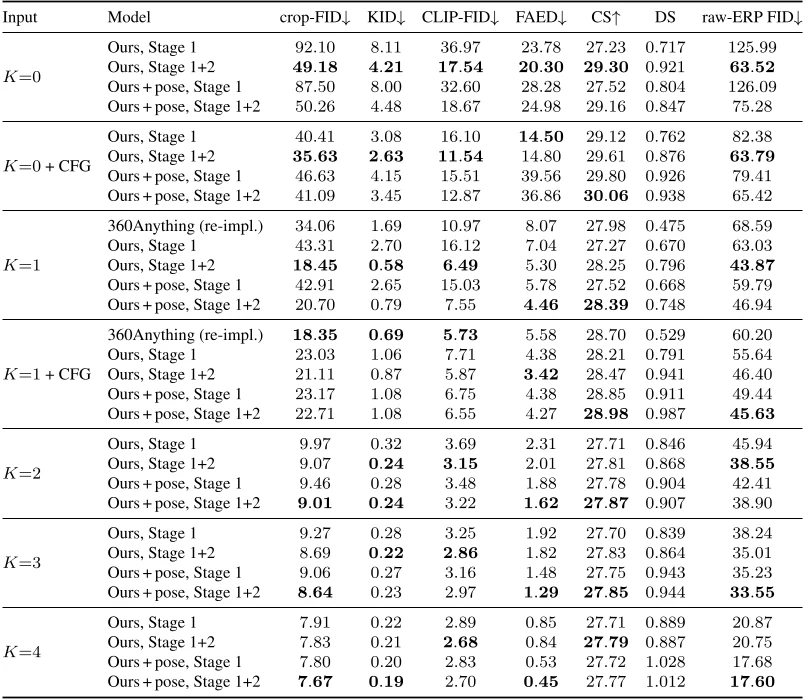 Input Model crop-FID↓ KID↓ CLIP-FID↓ FAED↓ CS↑ DS raw-ERP FID↓
Ours, Stage 1 92.10 8.11 36.97 23.78 27.23 0.717 125.99
Ours, Stage 1+2 49.18 4.21 17.54 20.30 29.30 0.921 63.52
K=0
Ours + pose, Stage 1 87.50 8.00 32.60 28.28 27.52 0.804 126.09
Ours + pose, Stage 1+2 50.26 4.48 18.67 24.98 29.16 0.847 75.28
Ours, Stage 1 40.41 3.08 16.10 14.50 29.12 0.762 82.38
Ours, Stage 1+2 35.63 2.63 11.54 14.80 29.61 0.876 63.79
K=0 + CFG
Ours + pose, Stage 1 46.63 4.15 15.51 39.56 29.80 0.926 79.41
Ours + pose, Stage 1+2 41.09 3.45 12.87 36.86 30.06 0.938 65.42
360Anything (re-impl.) 34.06 1.69 10.97 8.07 27.98 0.475 68.59
Ours, Stage 1 43.31 2.70 16.12 7.04 27.27 0.670 63.03
K=1 Ours, Stage 1+2 18.45 0.58 6.49 5.30 28.25 0.796 43.87
Ours + pose, Stage 1 42.91 2.65 15.03 5.78 27.52 0.668 59.79
Ours + pose, Stage 1+2 20.70 0.79 7.55 4.46 28.39 0.748 46.94
360Anything (re-impl.) 18.35 0.69 5.73 5.58 28.70 0.529 60.20
Ours, Stage 1 23.03 1.06 7.71 4.38 28.21 0.791 55.64
K=1 + CFG Ours, Stage 1+2 21.11 0.87 5.87 3.42 28.47 0.941 46.40
Ours + pose, Stage 1 23.17 1.08 6.75 4.38 28.85 0.911 49.44
Ours + pose, Stage 1+2 22.71 1.08 6.55 4.27 28.98 0.987 45.63
Ours, Stage 1 9.97 0.32 3.69 2.31 27.71 0.846 45.94
Ours, Stage 1+2 9.07 0.24 3.15 2.01 27.81 0.868 38.55
K=2
Ours + pose, Stage 1 9.46 0.28 3.48 1.88 27.78 0.904 42.41
Ours + pose, Stage 1+2 9.01 0.24 3.22 1.62 27.87 0.907 38.90
Ours, Stage 1 9.27 0.28 3.25 1.92 27.70 0.839 38.24
Ours, Stage 1+2 8.69 0.22 2.86 1.82 27.83 0.864 35.01
K=3
Ours + pose, Stage 1 9.06 0.27 3.16 1.48 27.75 0.943 35.23
Ours + pose, Stage 1+2 8.64 0.23 2.97 1.29 27.85 0.944 33.55
Ours, Stage 1 7.91 0.22 2.89 0.85 27.71 0.889 20.87
Ours, Stage 1+2 7.83 0.21 2.68 0.84 27.79 0.887 20.75
K=4
Ours + pose, Stage 1 7.80 0.20 2.83 0.53 27.72 1.028 17.68
Ours + pose, Stage 1+2 7.67 0.19 2.70 0.45 27.77 1.012 17.60